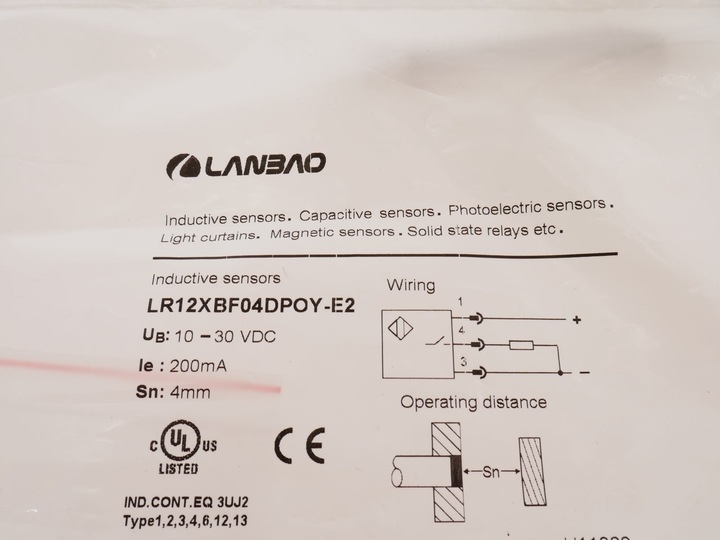 LANBAO
Inductive sensors. Capacitive sensors. Photoelectric sensors.
Light curtains. Magnetic sensors. Solid state relays etc.
Inductive sensors
LR12XBF04DPOY-E2
UB: 10 – 30 VDC
Ie : 200mA
Sn: 4mm
Wiring
1
+
4
3
–
Operating distance
Sn
C UL US
LISTED
CE
IND.CONT.EQ 3UJ2
Type1,2,3,4,6,12,13